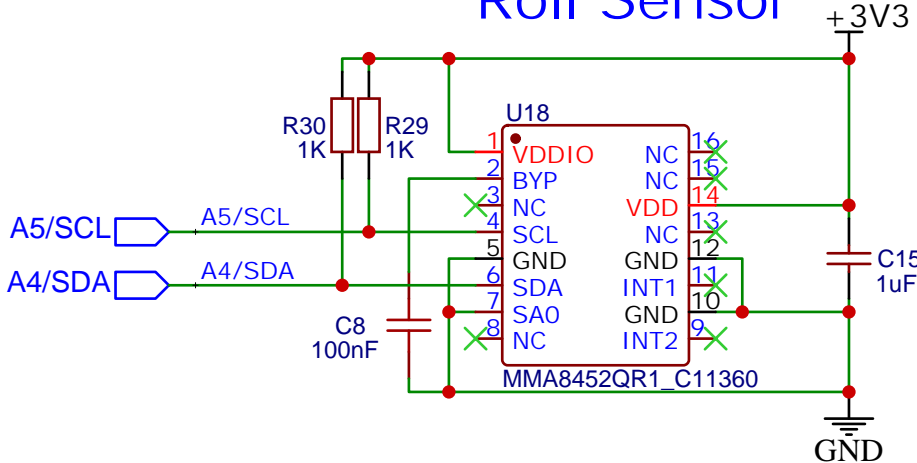 Roll Sensor
+3V3
U18
R30
1K
R29
1K
1
VDDIO
2
BYP
3
NC
4
SCL
5
GND
6
SDA
7
SA0
8
NC
16
NC
15
NC
14
VDD
13
NC
12
GND
11
INT1
10
GND
9
INT2
A5/SCL
A5/SCL
A4/SDA
A4/SDA
C8
100nF
C15
1uF
MMA8452QR1_C11360
GND